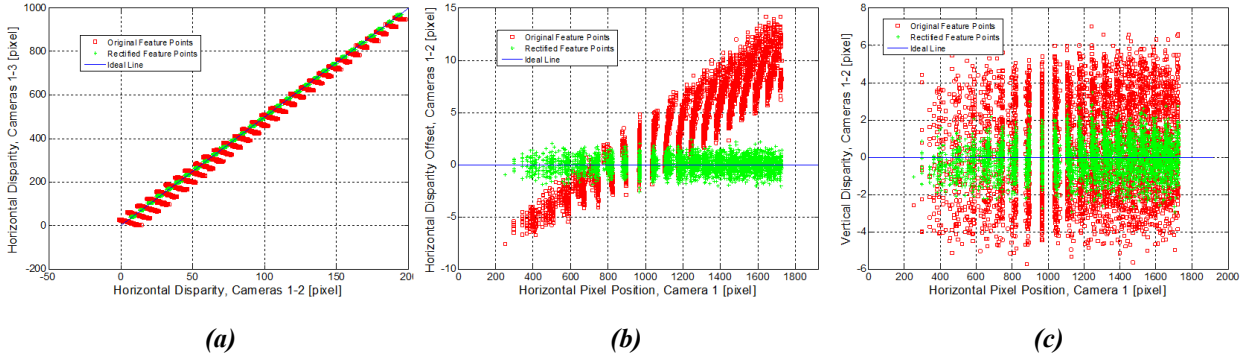 1000
800
600
400
200
0
-200
Horizontal Disparity, Cameras 1-3 [pixel]
Original Feature Points
Rectified Feature Points
Ideal Line
-50
0
50
100
150
20
Horizontal Disparity, Cameras 1-2 [pixel]
(a)
15
10
5
0
-5
-10
Horizontal Disparity Offset, Cameras 1-2 [pixel]
Original Feature Points
Rectified Feature Points
Ideal Line
200
400
600
800
1000
1200
1400
1600
1800
Horizontal Pixel Position, Camera 1 [pixel]
(b)
8
6
4
2
0
-2
-4
-6
Vertical Disparity, Cameras 1-2 [pixel]
Original Feature Points
Rectified Feature Points
Ideal Line
200
400
600
800
1000
1200
1400
1600
1800
2000
Horizontal Pixel Position, Camera 1 [pixel]
(c)